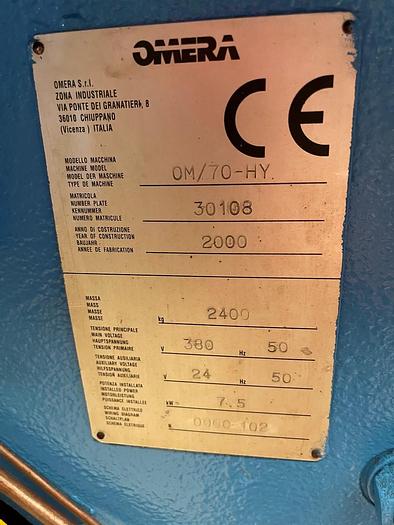 OMERA
OMERA S.r.l.
ZONA INDUSTRIALE
VIA PONTE DEI GRANATIERI, 8
36010 CHIUPPANO
(Vicenza) ITALIA
CE
MODELLO MACCHINA
MACHINE MODEL
MODEL DER MASCHINE
TYPE DE MACHINE
OM/70-HY.
MATRICOLA
NUMBER PLATE
KENNUMMER
NUMERO MATRICULE
30108
ANNO DI COSTRUZIONE
YEAR OF CONSTRUCTION
BAUJAHR
ANNEE DE FABRICATION
2000
MASSA
MASS
MASSE
MASSE
kg 2400
TENSIONE PRINCIPALE
MAIN VOLTAGE
HAUPTSPANNUNG
TENSION PRIMAIRE
V 380 Hz 50
TENSIONE AUSILIARIA
AUXILIARY VOLTAGE
HILFSSPANNUNG
TENSION AUXILIAIRE
V 24 Hz 50
POTENZA INSTALLATA
INSTALLED POWER
MOTORLEISTUNG
PUISSANCE INSTALLEE
kW 7.5
SCHEMA ELETTRICO
WIRING DIAGRAM
SCHALTPLAN
SCHEMA ELETRIQUE
102